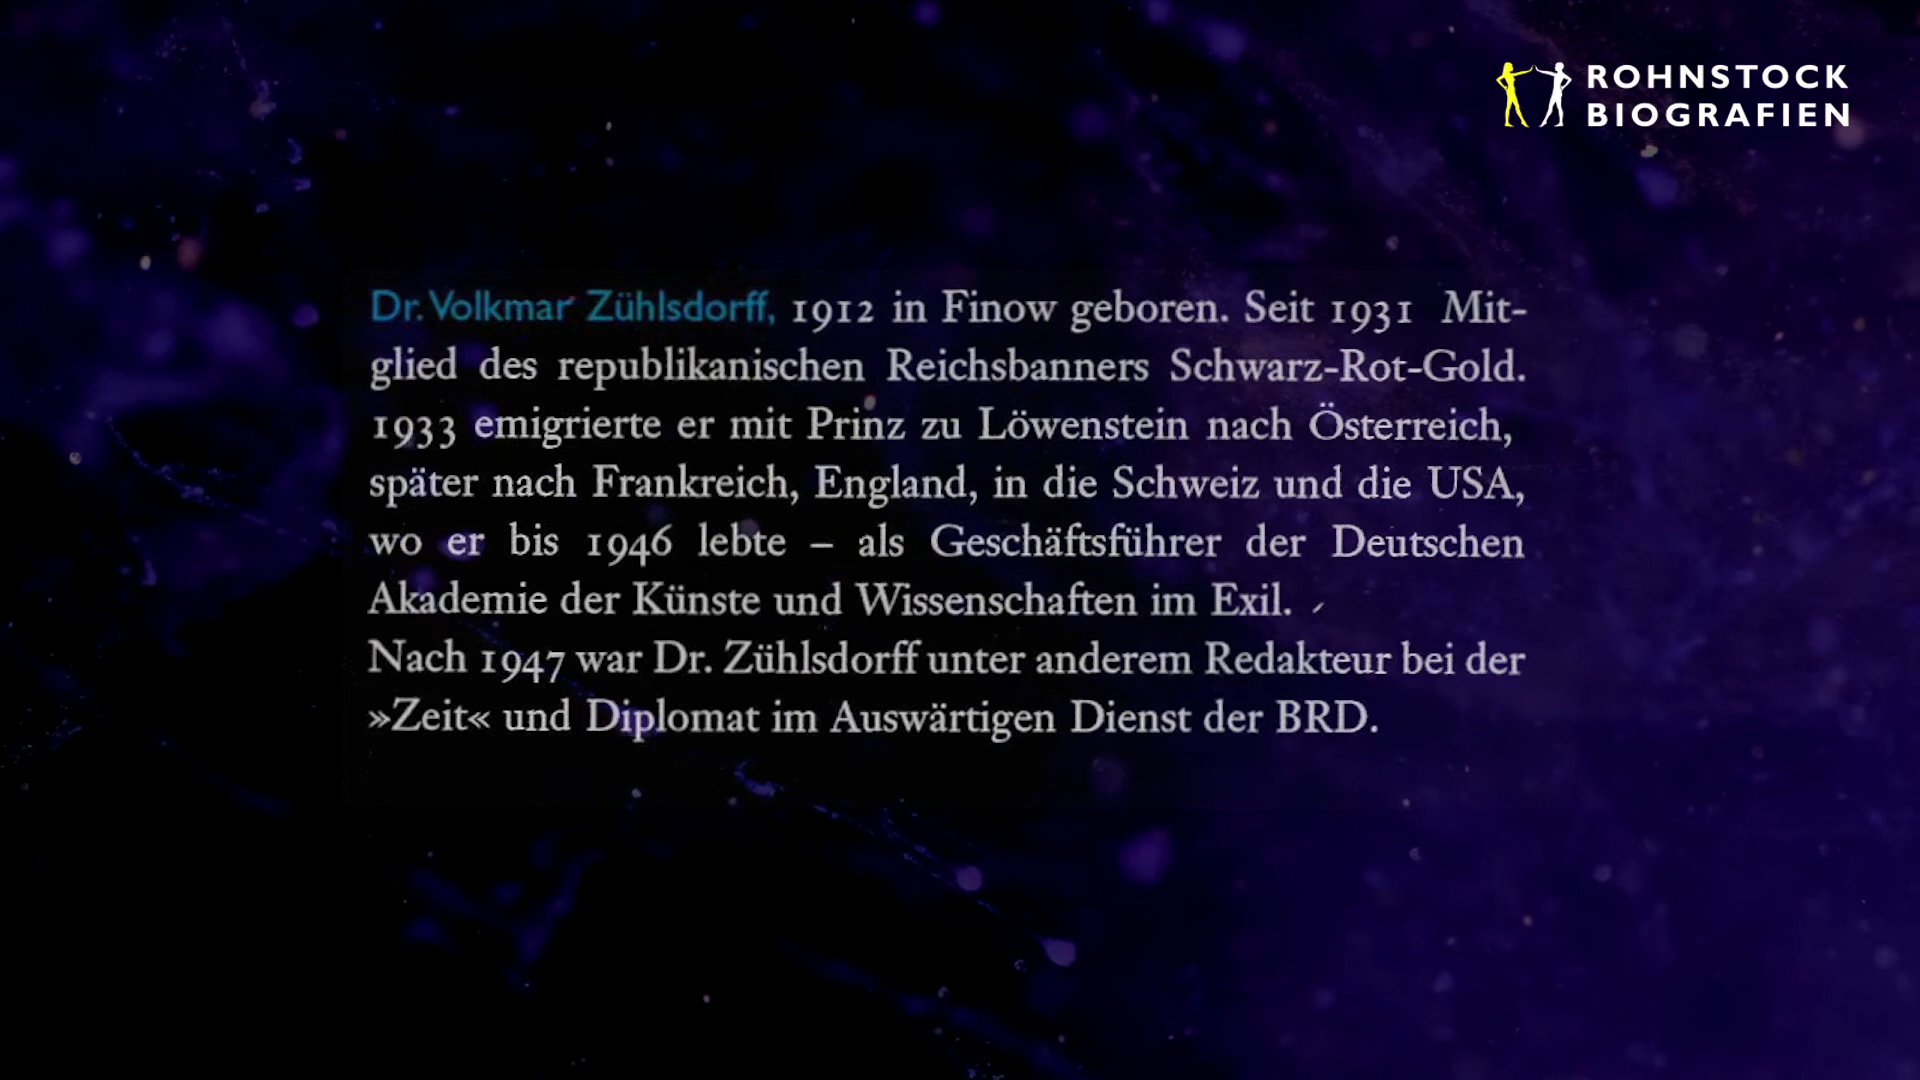 ROHNSTOCK
BIOGRAFIEN
Dr. Volkmar Zühlsdorff, 1912 in Finow geboren. Seit 1931 Mit-
glied des republikanischen Reichsbanners Schwarz-Rot-Gold.
1933 emigrierte er mit Prinz zu Löwenstein nach Österreich,
später nach Frankreich, England, in die Schweiz und die USA,
wo er bis 1946 lebte – als Geschäftsführer der Deutschen
Akademie der Künste und Wissenschaften im Exil.
Nach 1947 war Dr. Zühlsdorff unter anderem Redakteur bei der
»Zeit« und Diplomat im Auswärtigen Dienst der BRD.